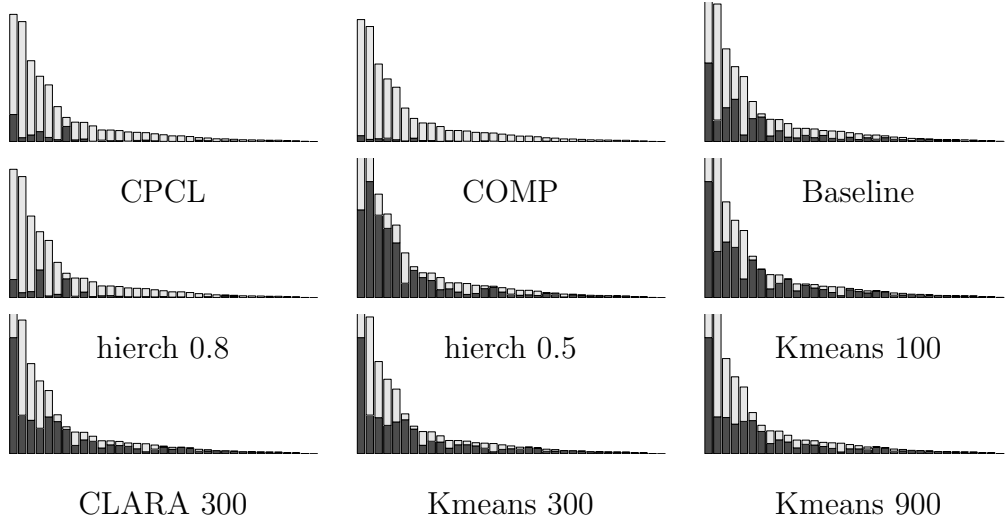 CPCL COMP Baseline
hierch 0.8 hierch 0.5 Kmeans 100
CLARA 300 Kmeans 300 Kmeans 900